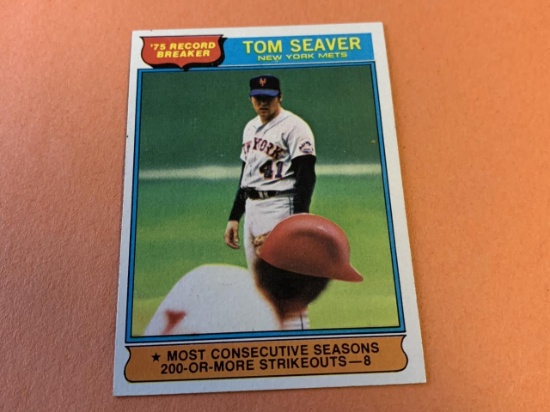 '75 RECORD
BREAKER
TOM SEAVER
NEW YORK METS
NEW YORK
41
★ MOST CONSECUTIVE SEASONS
200-OR-MORE STRIKEOUTS—8